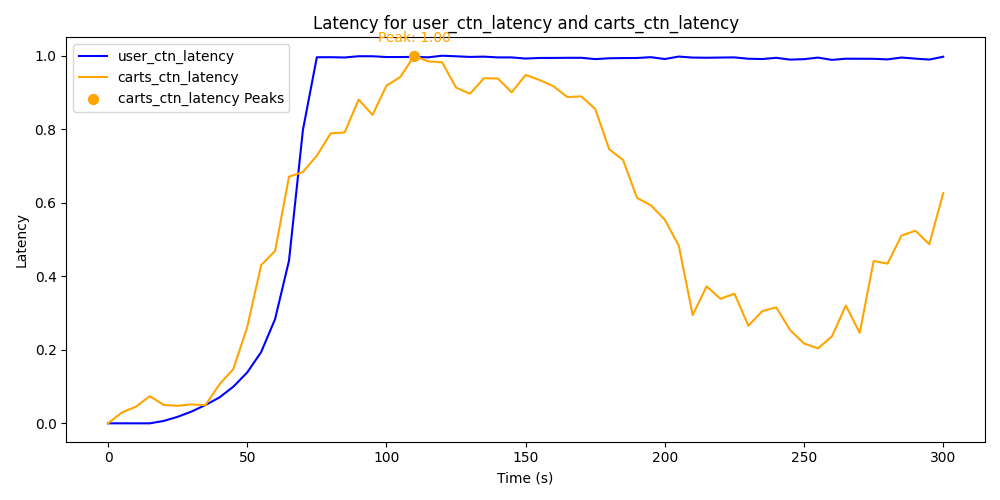 Latency for user_ctn_latency and carts_ctn_latency
Peak: 1.00
user_ctn_latency
carts_ctn_latency
carts_ctn_latency Peaks
Latency
1.0
0.8
0.6
0.4
0.2
0.0
0 50 100 150 200 250 300
Time (s)